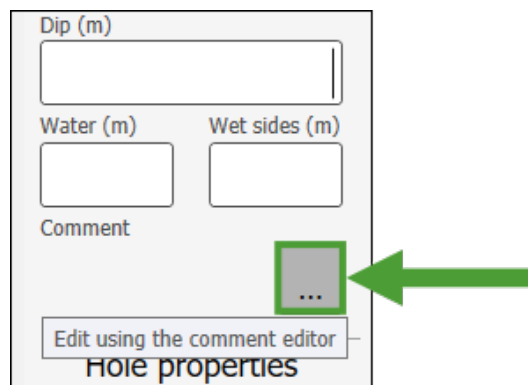 Dip (m)
Water (m) Wet sides (m)
Comment
...
Edit using the comment editor
Hole properties